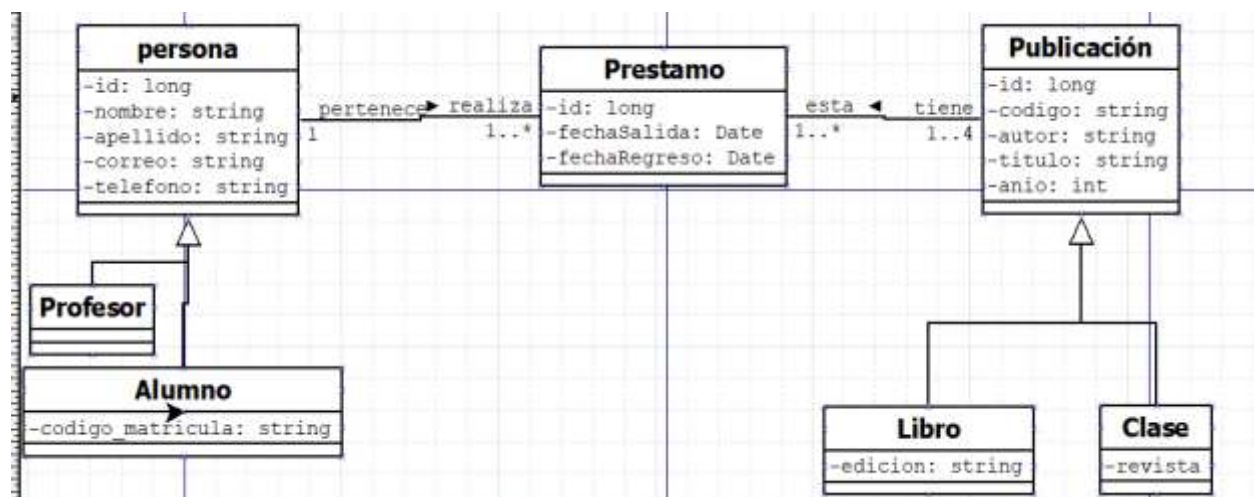 persona
-id: long
-nombre: string
-apellido: string
-correo: string
-telefono: string
pertenece
1
realiza
1..*
Prestamo
-id: long
-fechaSalida: Date
-fechaRegreso: Date
esta
1..*
tiene
1..4
Publicación
-id: long
-codigo: string
-autor: string
-titulo: string
-anio: int
Profesor
Alumno
-codigo_matricula: string
Libro
-edicion: string
Clase
-revista